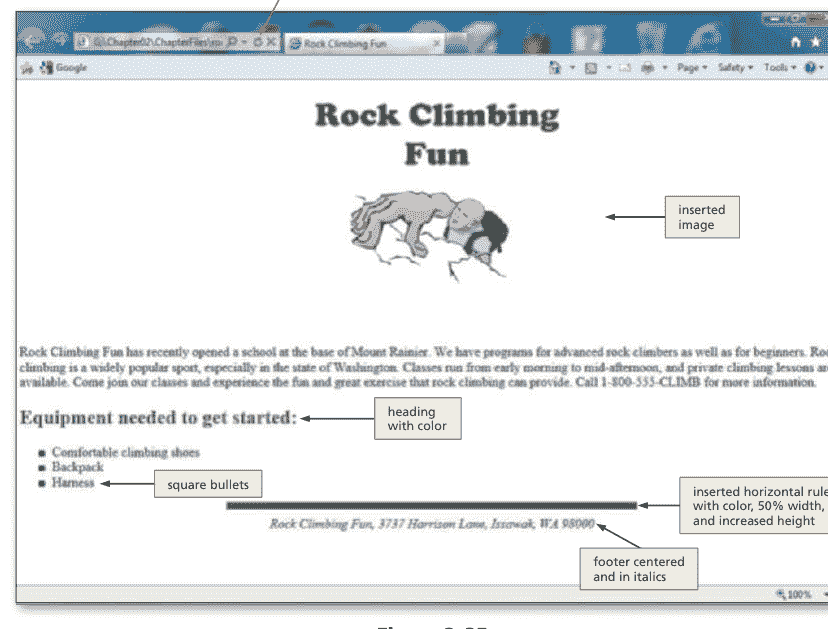 Rock Climbing Fun
Google
Page
Safety
Tools
Rock Climbing
Fun
inserted
image
Rock Climbing Fun has recently opened a school at the base of Mount Rainier. We have programs for advanced rock climbers as well as for beginners.
climbing is a widely popular sport, especially in the state of Washington. Classes run from early morning to mid-afternoon, and private climbing lessons
available. Come join our classes and experience the fun and great exercise that rock climbing can provide. Call 1-800-555-CLIMB for more information.
Equipment needed to get started:
heading
with color
Comfortable climbing shoes
Backpack
Harness
square bullets
inserted horizontal rule
with color, 50% width,
and increased height
Rock Climbing Fun, 3737 Harrison Lane, Issawak, WA 98000
footer centered
and in italics
100%